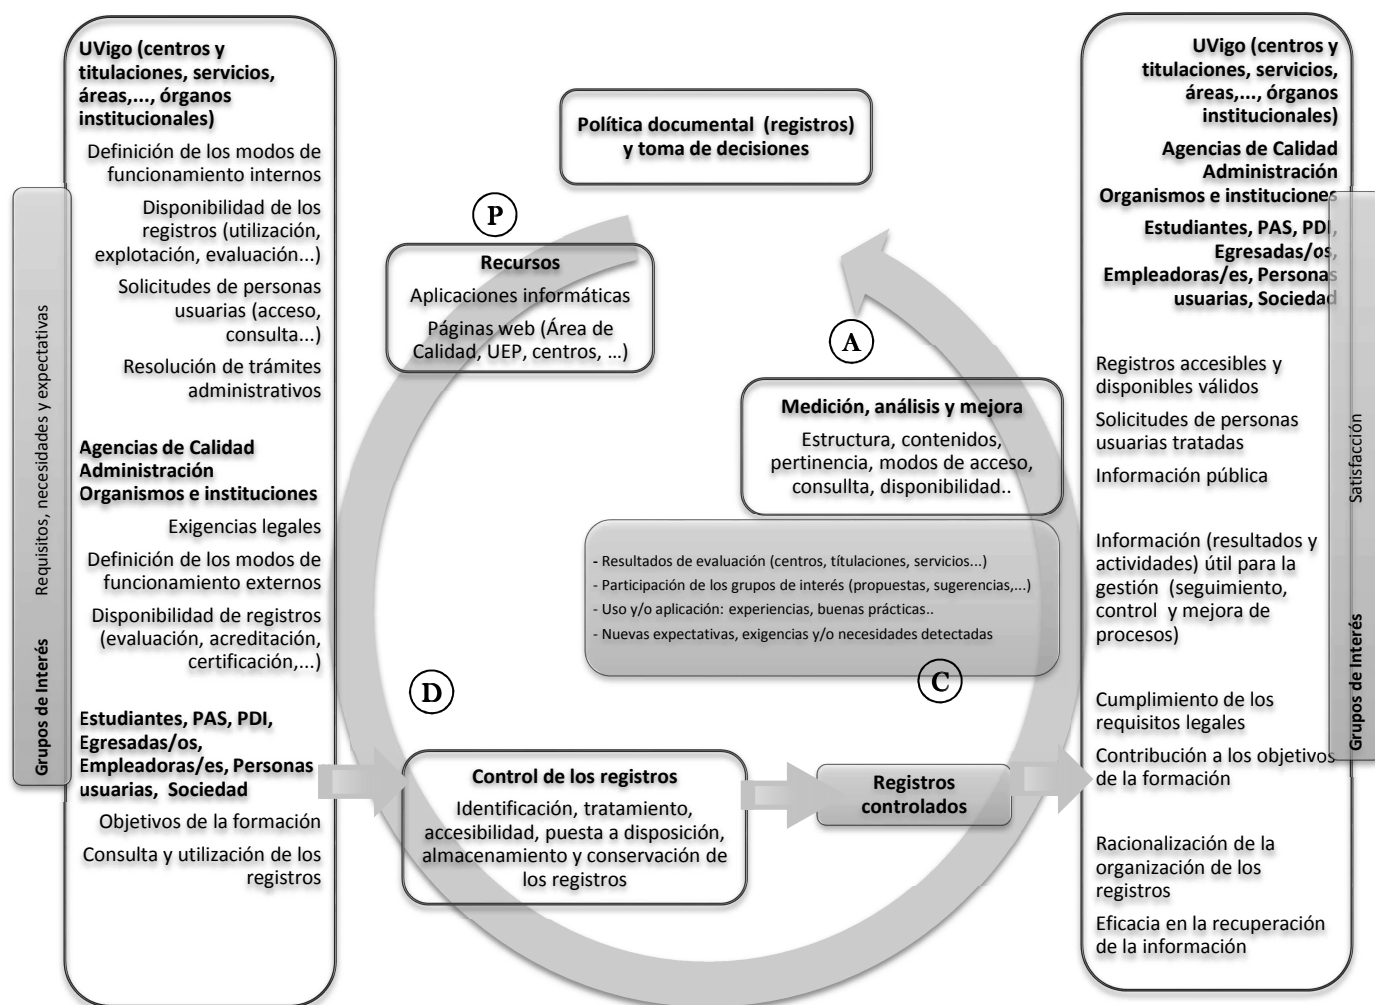 UVigo (centros y
titulaciones, servicios,
áreas,..., órganos
institucionales)
Definición de los modos de
funcionamiento internos
Disponibilidad de los
registros (utilización,
explotación, evaluación...)
Solicitudes de personas
usuarias (acceso,
consulta...)
Resolución de trámites
administrativos
Agencias de Calidad
Administración
Organismos e instituciones
Exigencias legales
Definición de los modos de
funcionamiento externos
Disponibilidad de registros
(evaluación, acreditación,
certificación,...)
Estudiantes, PAS, PDI,
Egresadas/os,
Empleadoras/es, Personas
usuarias, Sociedad
Objetivos de la formación
Consulta y utilización de los
registros
Grupos de Interés
Requisitos, necesidades y expectativas
Política documental (registros)
y toma de decisiones
P
Recursos
Aplicaciones informáticas
Páginas web (Área de
Calidad, UEP, centros, ...)
A
Medición, análisis y mejora
Estructura, contenidos,
pertinencia, modos de acceso,
consullta, disponibilidad..
- Resultados de evaluación (centros, títulaciones, servicios...)
- Participación de los grupos de interés (propuestas, sugerencias,...)
- Uso y/o aplicación: experiencias, buenas prácticas..
- Nuevas expectativas, exigencias y/o necesidades detectadas
C
D
Control de los registros
Identificación, tratamiento,
accesibilidad, puesta a disposición,
almacenamiento y conservación de
los registros
Registros
controlados
UVigo (centros y
titulaciones, servicios,
áreas,..., órganos
institucionales)
Agencias de Calidad
Administración
Organismos e instituciones
Estudiantes, PAS, PDI,
Egresadas/os,
Empleadoras/es, Personas
usuarias, Sociedad
Registros accesibles y
disponibles válidos
Solicitudes de personas
usuarias tratadas
Información pública
Información (resultados y
actividades) útil para la
gestión (seguimiento,
control y mejora de
procesos)
Cumplimiento de los
requisitos legales
Contribución a los objetivos
de la formación
Racionalización de la
organización de los
registros
Eficacia en la recuperación
de la información
Grupos de Interés
Satisfacción